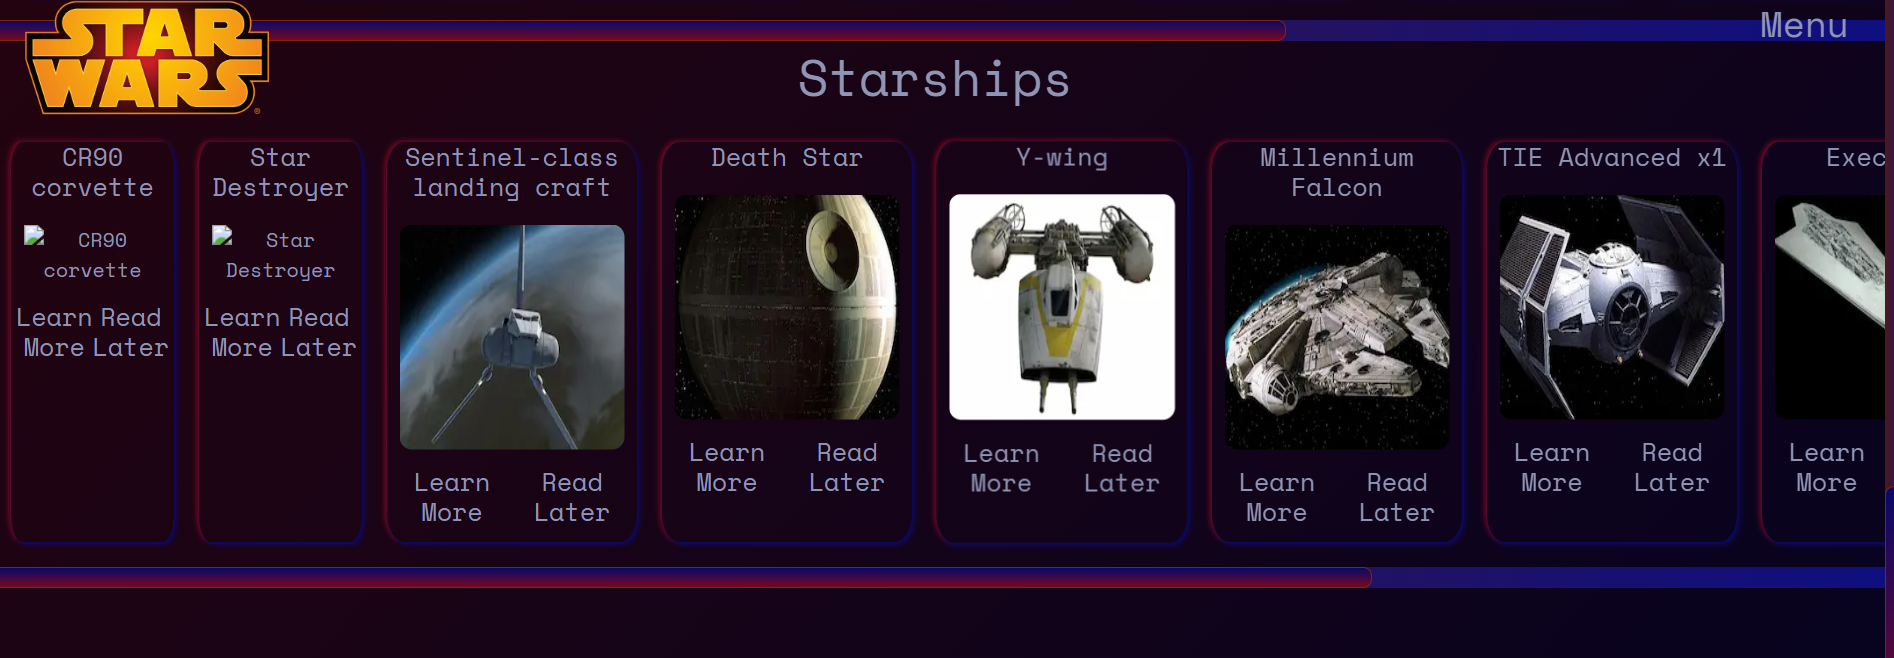 STAR
WARS
®
Menu
Starships
CR90
corvette
CR90
corvette
Learn
More
Read
Later
Star
Destroyer
Star
Destroyer
Learn
More
Read
Later
Sentinel-class
landing craft
Learn
More
Read
Later
Death Star
Learn
More
Read
Later
Y-wing
Learn
More
Read
Later
Millennium
Falcon
Learn
More
Read
Later
TIE Advanced x1
Learn
More
Read
Later
Exec
Learn
More